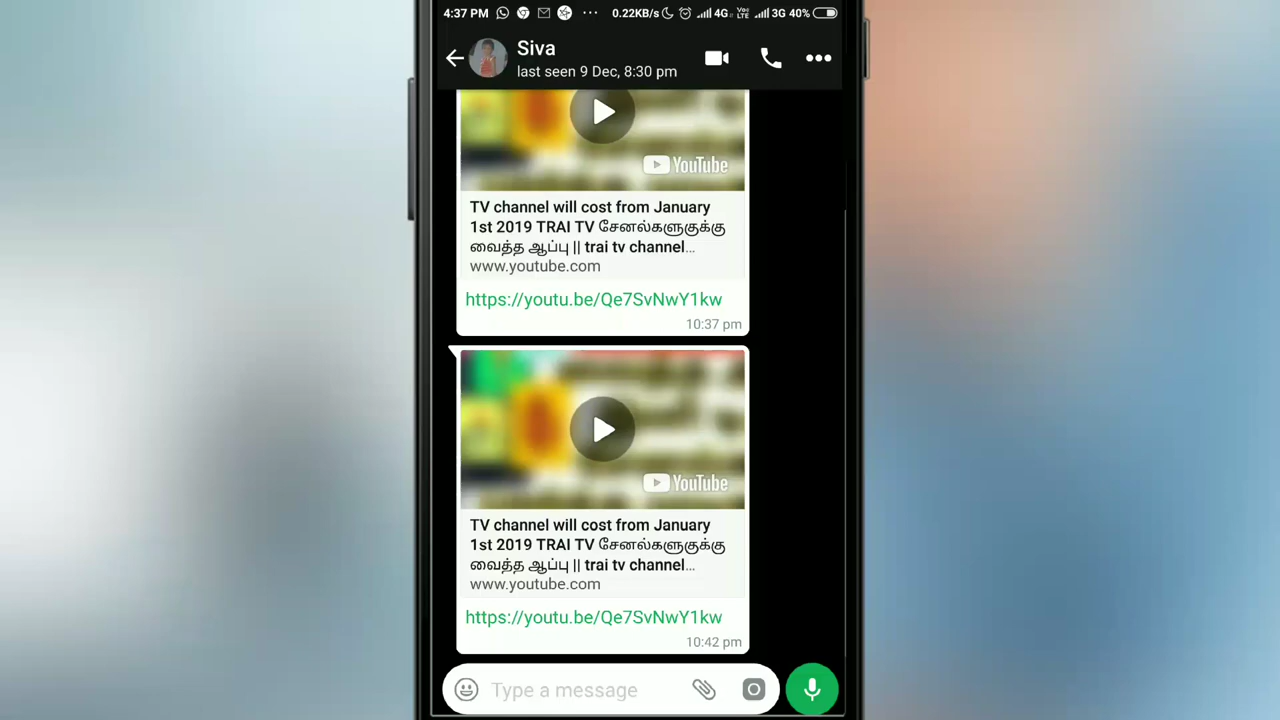 4:37 PM ... 0.22KB/s 4G Vo LTE 3G 40%
Siva
last seen 9 Dec, 8:30 pm
YouTube
TV channel will cost from January
1st 2019 TRAI TV சேனல்களுகுக்கு
வைத்த ஆப்பு || trai tv channel...
www.youtube.com
https://youtu.be/Qe7SvNwY1kw
10:37 pm
YouTube
TV channel will cost from January
1st 2019 TRAI TV சேனல்களுகுக்கு
வைத்த ஆப்பு || trai tv channel...
www.youtube.com
https://youtu.be/Qe7SvNwY1kw
10:42 pm
Type a message